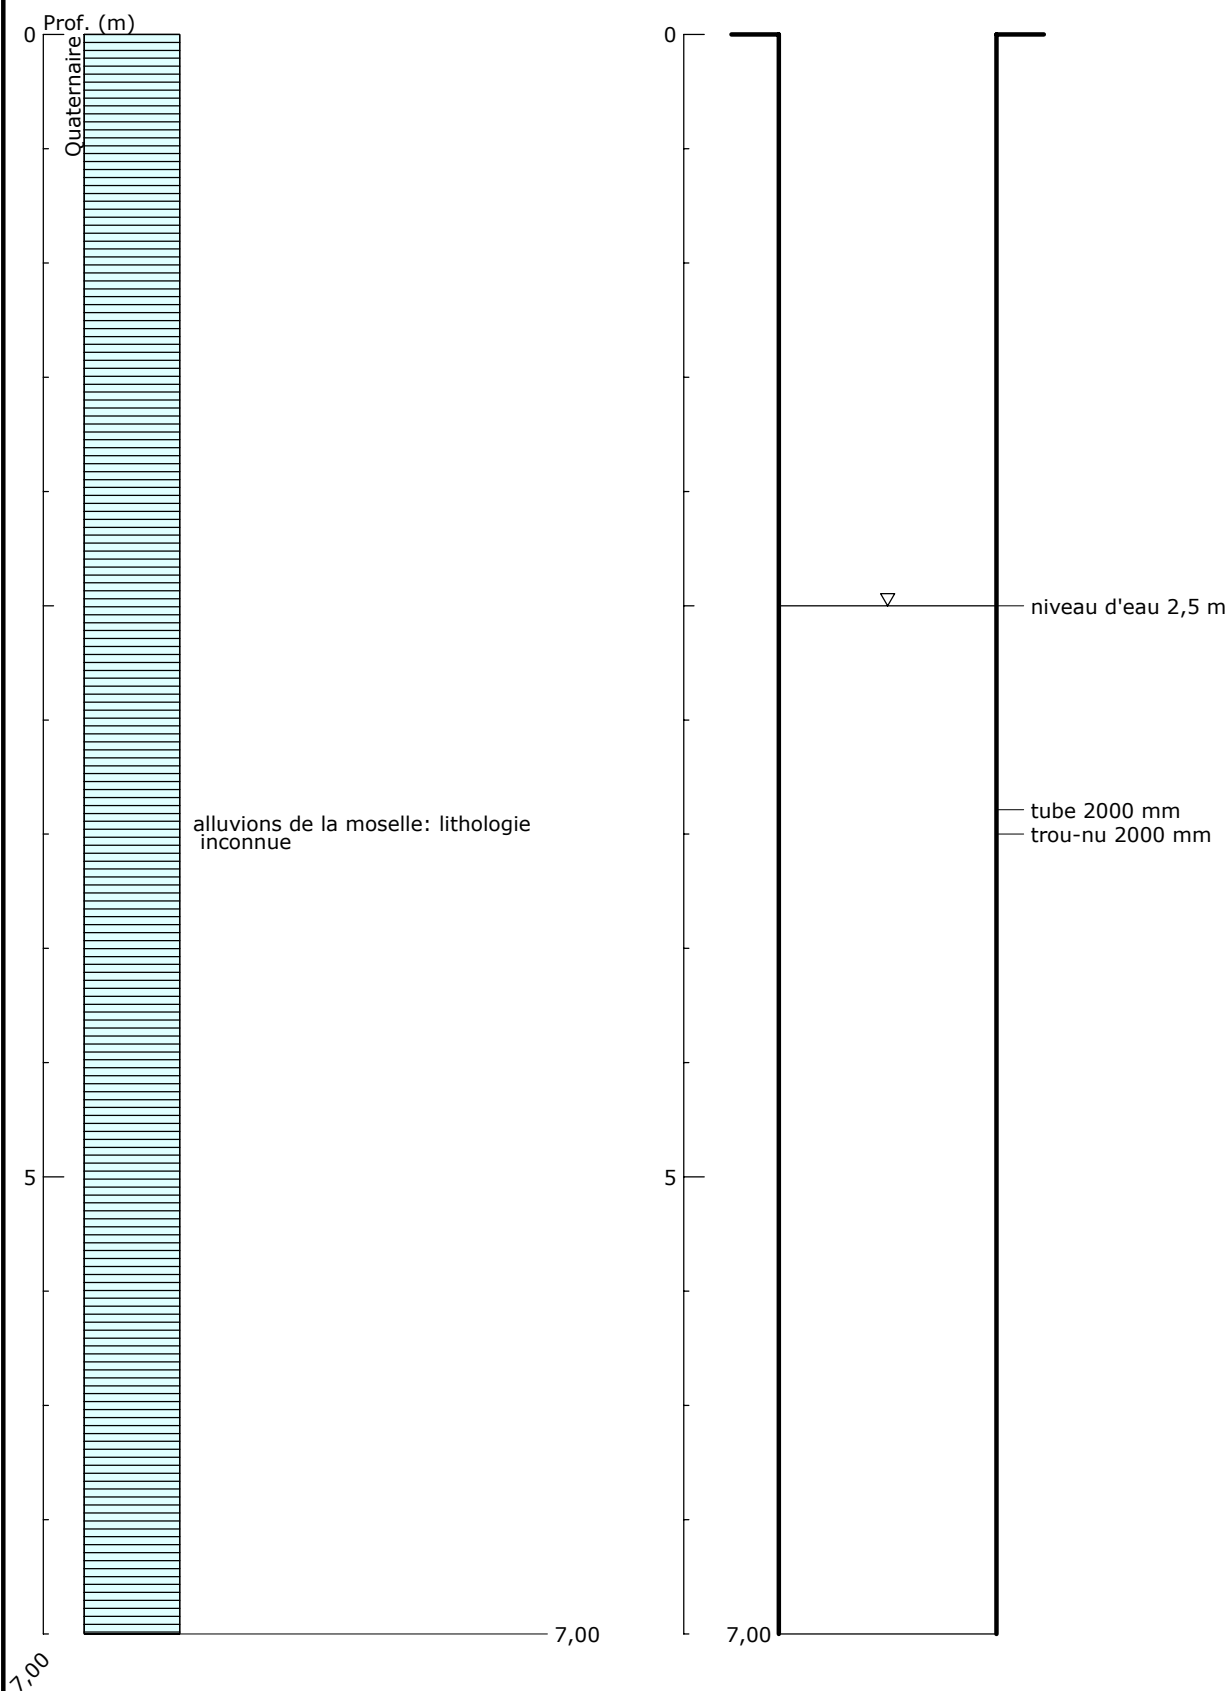 Prof. (m)
0
Quaternaire
0
niveau d'eau 2,5 m
tube 2000 mm
alluvions de la moselle: lithologie
inconnue
trou-nu 2000 mm
5
5
7,00
7,00
7,00